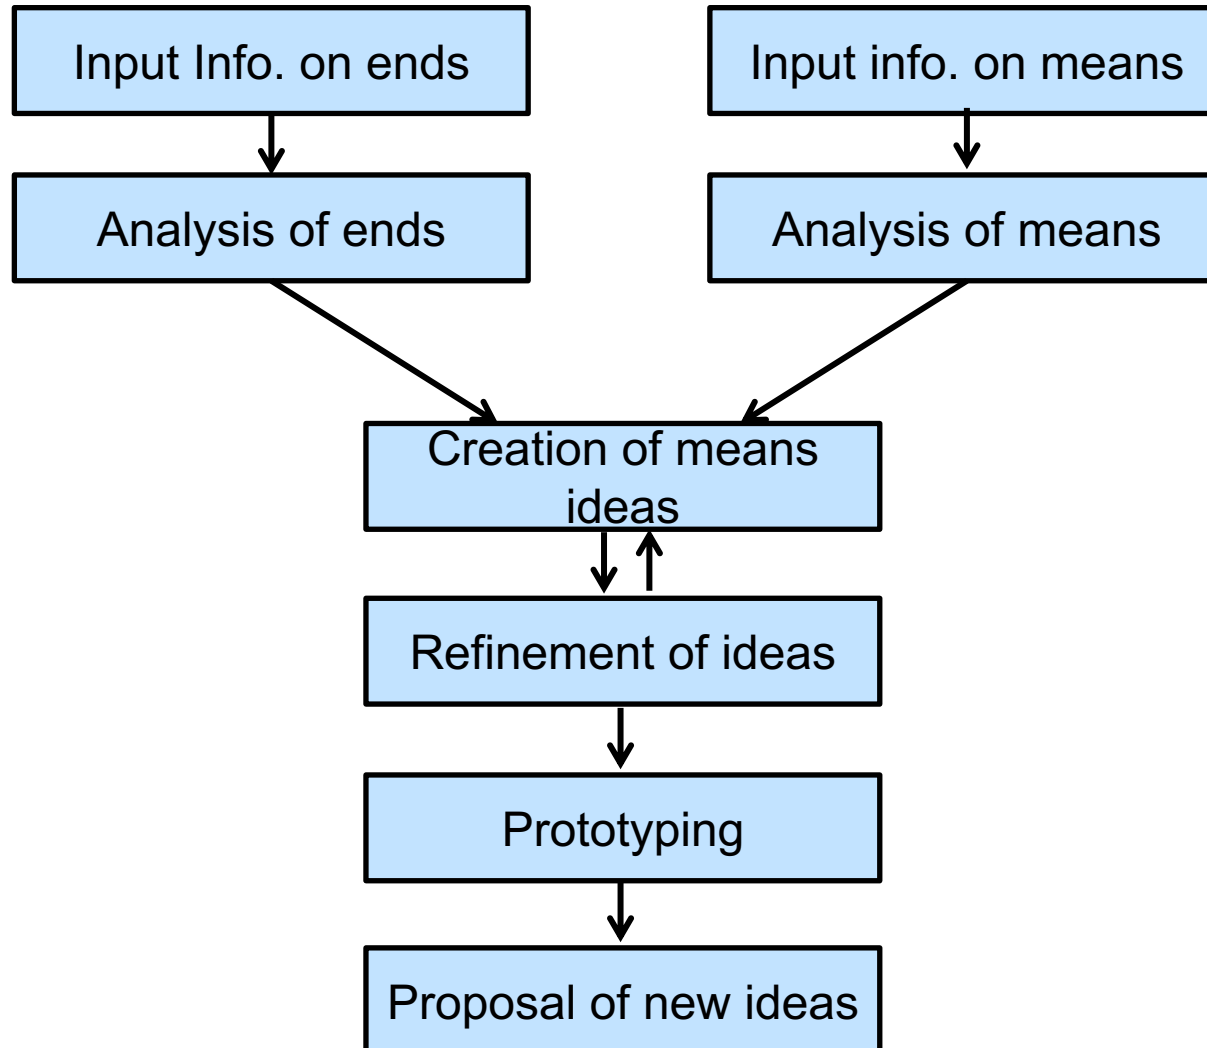 Input Info. on ends
Input info. on means
Analysis of ends
Analysis of means
Creation of means
ideas
Refinement of ideas
Prototyping
Proposal of new ideas